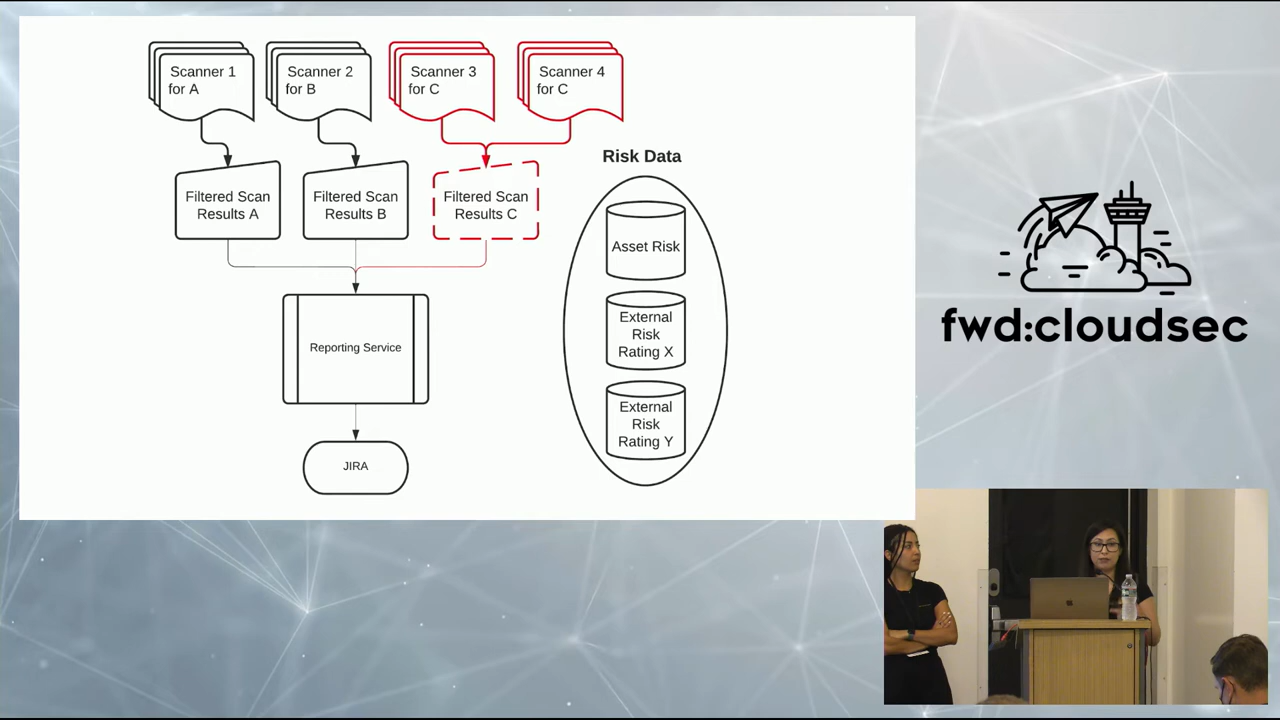 Scanner 1
for A
Scanner 2
for B
Scanner 3
for C
Scanner 4
for C
Filtered Scan
Results A
Filtered Scan
Results B
Filtered Scan
Results C
Reporting Service
JIRA
Risk Data
Asset Risk
External
Risk
Rating X
External
Risk
Rating Y
fwd:cloudsec